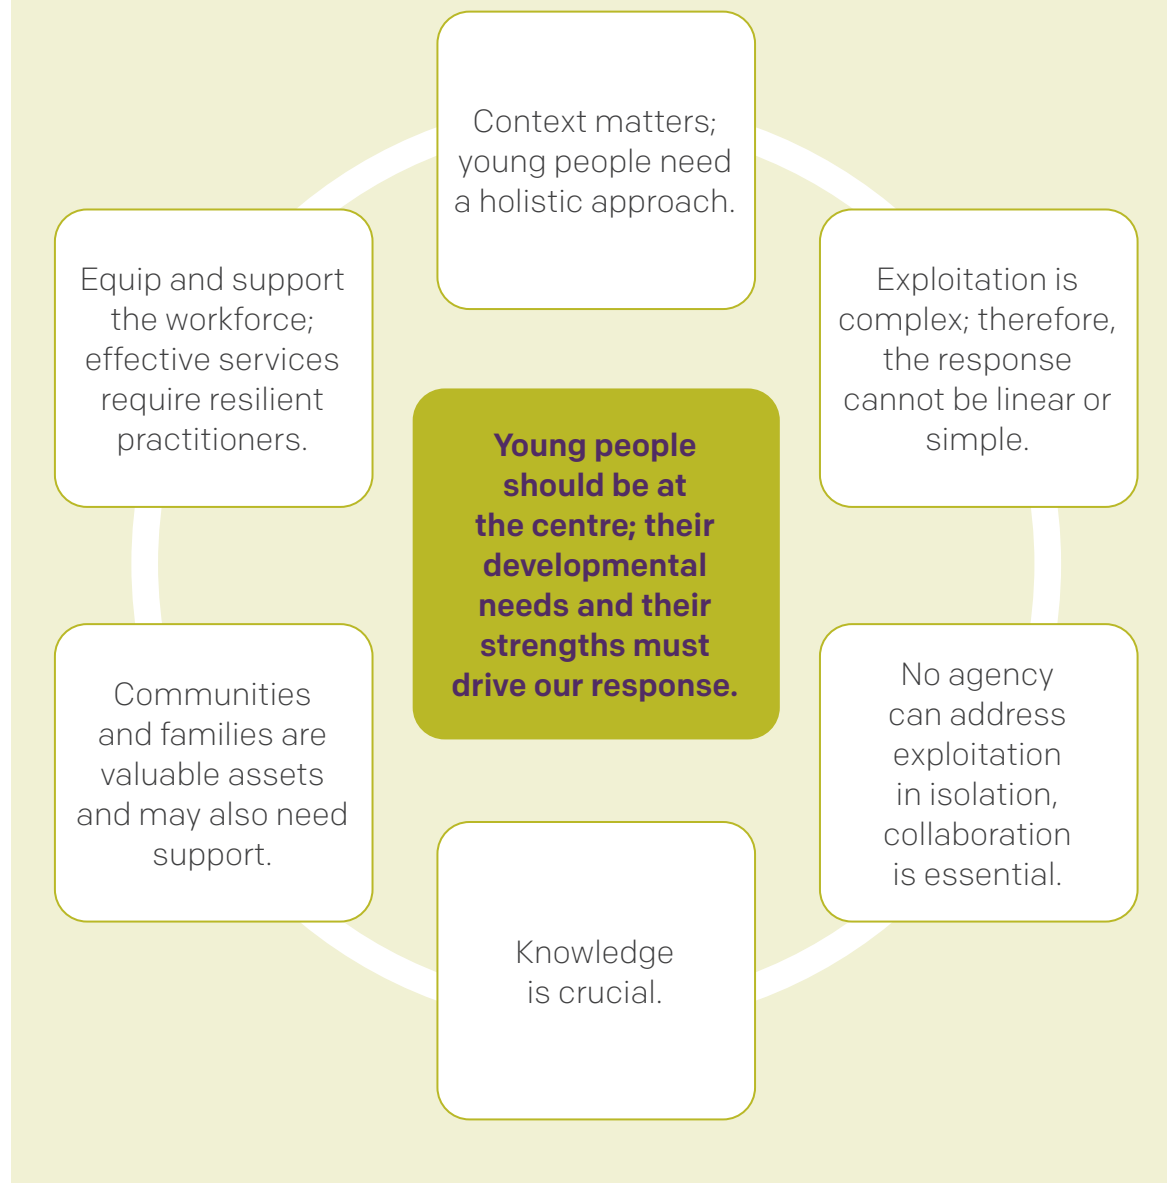 Context matters;
young people need
a holistic approach.
Exploitation is
complex; therefore,
the response
cannot be linear or
simple.
No agency
can address
exploitation
in isolation,
collaboration
is essential.
Knowledge
is crucial.
Communities
and families are
valuable assets
and may also need
support.
Equip and support
the workforce;
effective services
require resilient
practitioners.
Young people
should be at
the centre; their
developmental
needs and their
strengths must
drive our response.